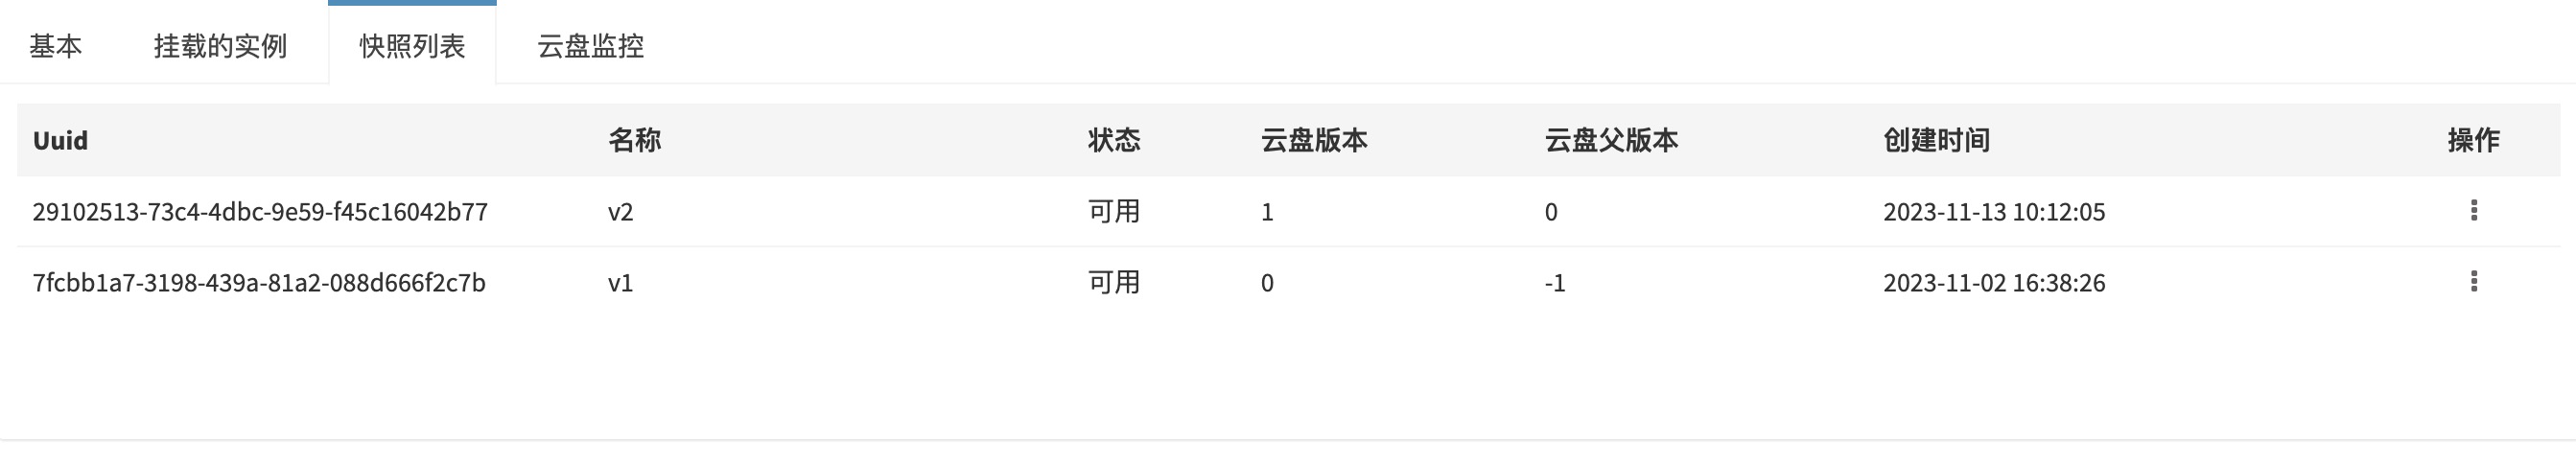 基本 挂载的实例 快照列表 云盘监控
Uuid 名称 状态 云盘版本 云盘父版本 创建时间 操作
29102513-73c4-4dbc-9e59-f45c16042b77 v2 可用 1 0 2023-11-13 10:12:05
7fcbb1a7-3198-439a-81a2-088d666f2c7b v1 可用 0 -1 2023-11-02 16:38:26